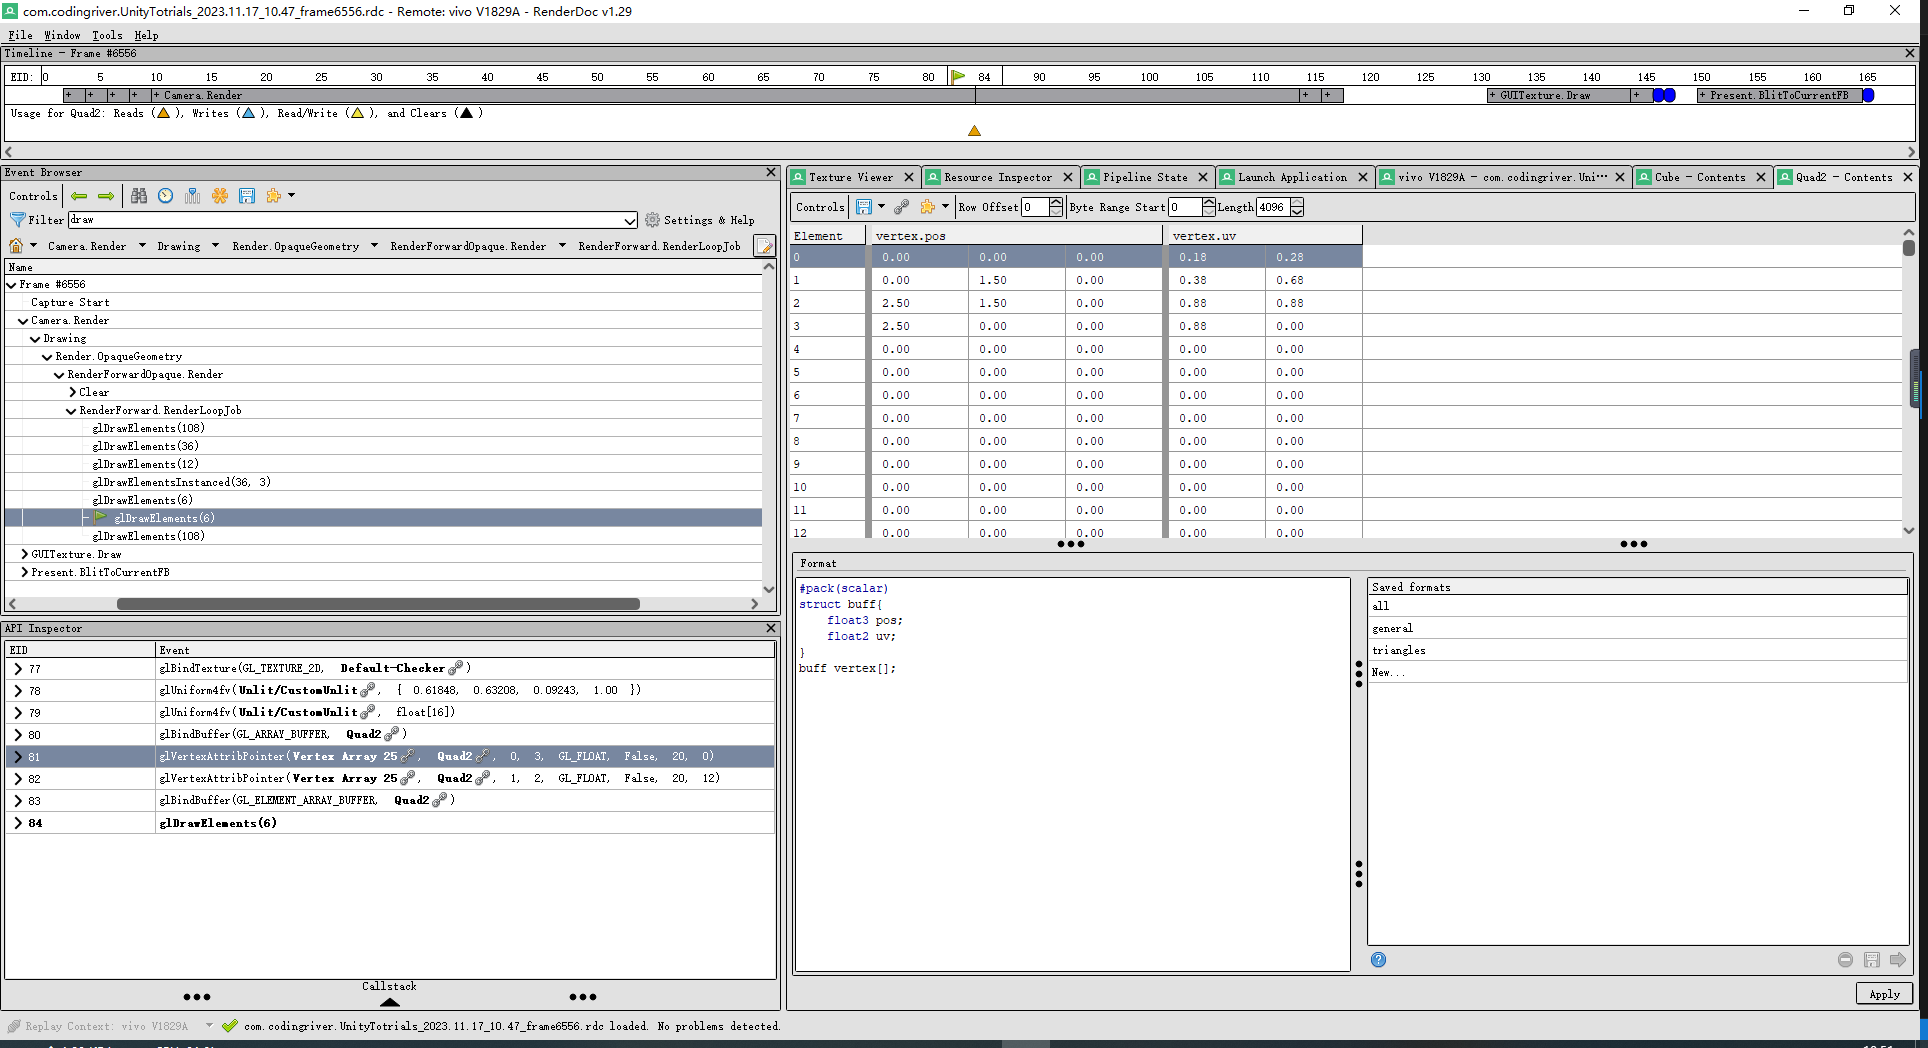 com.codingriver.UnityTotrials_2023.11.17_10.47_frame6556.rdc - Remote: vivo V1829A - RenderDoc v1.29
File Window Tools Help
Timeline - Frame #6556
EID: 0 5 10 15 20 25 30 35 40 45 50 55 60 65 70 75 80 84 90 95 100 105 110 115 120 125 130 135 140 145 150 155 160 165
+ + + + + Camera.Render + + + GUITexture.Draw + + Present.BlitToCurrentFB
Usage for Quad2: Reads ( ), Writes ( ), Read/Write ( ), and Clears ( )
Event Browser
Controls
Filter draw Settings & Help
Camera.Render Drawing Render.OpaqueGeometry RenderForwardOpaque.Render RenderForward.RenderLoopJob
Name
Frame #6556
Capture Start
Camera.Render
Drawing
Render.OpaqueGeometry
RenderForwardOpaque.Render
Clear
RenderForward.RenderLoopJob
glDrawElements(108)
glDrawElements(36)
glDrawElements(12)
glDrawElementsInstanced(36, 3)
glDrawElements(6)
glDrawElements(6)
glDrawElements(108)
GUITexture.Draw
Present.BlitToCurrentFB
API Inspector
EID Event
77 glBindTexture(GL_TEXTURE_2D, Default-Checker )
78 glUniform4fv(Unlit/CustomUnlit , { 0.61848, 0.63208, 0.09243, 1.00 })
79 glUniform4fv(Unlit/CustomUnlit , float[16])
80 glBindBuffer(GL_ARRAY_BUFFER, Quad2 )
81 glVertexAttribPointer(Vertex Array 25 , Quad2 , 0, 3, GL_FLOAT, False, 20, 0)
82 glVertexAttribPointer(Vertex Array 25 , Quad2 , 1, 2, GL_FLOAT, False, 20, 12)
83 glBindBuffer(GL_ELEMENT_ARRAY_BUFFER, Quad2 )
84 glDrawElements(6)
Callstack
Texture Viewer Resource Inspector Pipeline State Launch Application vivo V1829A - com.codingriver.Uni... Cube - Contents Quad2 - Contents
Controls Row Offset 0 Byte Range Start 0 Length 4096
Element vertex.pos vertex.uv
0 0.00 0.00 0.00 0.18 0.28
1 0.00 1.50 0.00 0.38 0.68
2 2.50 1.50 0.00 0.88 0.88
3 2.50 0.00 0.00 0.88 0.00
4 0.00 0.00 0.00 0.00 0.00
5 0.00 0.00 0.00 0.00 0.00
6 0.00 0.00 0.00 0.00 0.00
7 0.00 0.00 0.00 0.00 0.00
8 0.00 0.00 0.00 0.00 0.00
9 0.00 0.00 0.00 0.00 0.00
10 0.00 0.00 0.00 0.00 0.00
11 0.00 0.00 0.00 0.00 0.00
12 0.00 0.00 0.00 0.00 0.00
Format
#pack(scalar)
struct buff{
float3 pos;
float2 uv;
}
buff vertex[];
Saved formats
all
general
triangles
New...
Apply
Replay Context: vivo V1829A com.codingriver.UnityTotrials_2023.11.17_10.47_frame6556.rdc loaded. No problems detected.